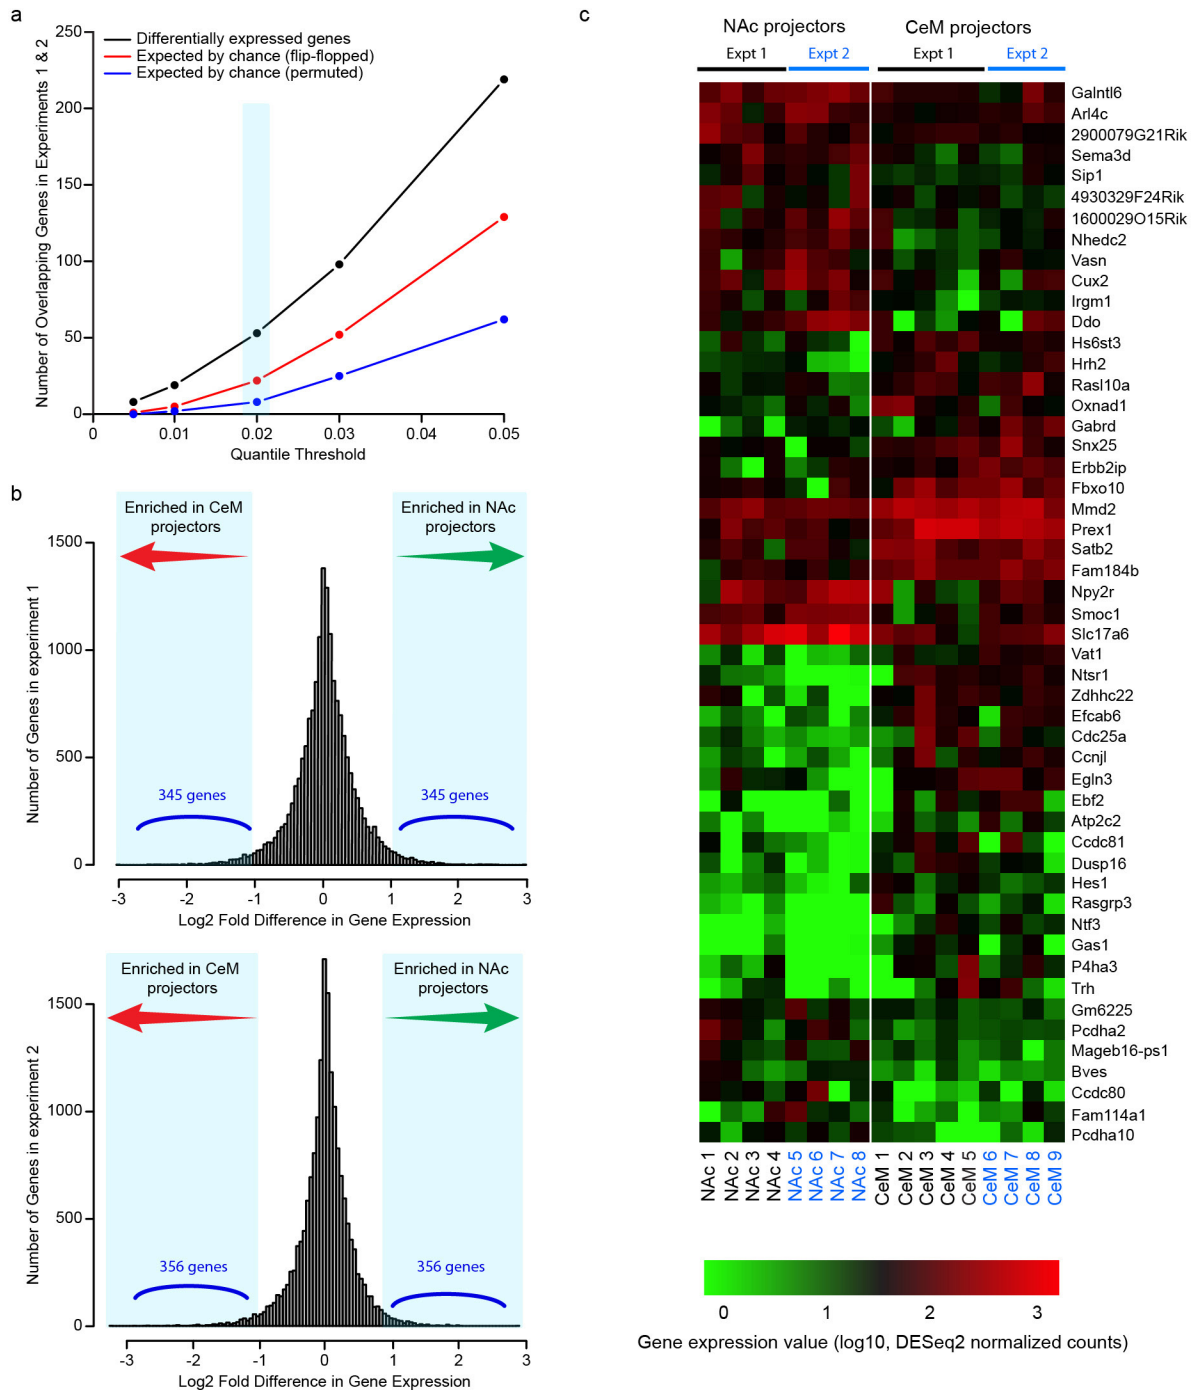 a
250
200
150
100
50
0
Number of Overlapping Genes in Experiments 1 & 2
Differentially expressed genes
Expected by chance (flip-flopped)
Expected by chance (permuted)
0
0.01
0.02
0.03
0.04
0.05
Quantile Threshold
b
Enriched in CeM
projectors
Enriched in NAc
projectors
1500
1000
500
0
Number of Genes in experiment 1
345 genes
345 genes
-3
-2
-1
0
1
2
3
Log2 Fold Difference in Gene Expression
Enriched in CeM
projectors
Enriched in NAc
projectors
1500
1000
500
0
Number of Genes in experiment 2
356 genes
356 genes
-3
-2
-1
0
1
2
3
Log2 Fold Difference in Gene Expression
c
NAc projectors
CeM projectors
Expt 1
Expt 2
Expt 1
Expt 2
Galntl6
Arl4c
2900079G21Rik
Sema3d
Sip1
4930329F24Rik
1600029O15Rik
Nhedc2
Vasn
Cux2
Irgm1
Ddo
Hs6st3
Hrh2
Rasl10a
Oxnad1
Gabrd
Snx25
Erbb2ip
Fbxo10
Mmd2
Prex1
Satb2
Fam184b
Npy2r
Smoc1
Slc17a6
Vat1
Ntsr1
Zdhhc22
Efcab6
Cdc25a
Ccnjl
Egln3
Ebf2
Atp2c2
Ccdc81
Dusp16
Hes1
Rasgrp3
Ntf3
Gas1
P4ha3
Trh
Gm6225
Pcdha2
Mageb16-ps1
Bves
Ccdc80
Fam114a1
Pcdha10
NAc 1
NAc 2
NAc 3
NAc 4
NAc 5
NAc 6
NAc 7
NAc 8
CeM 1
CeM 2
CeM 3
CeM 4
CeM 5
CeM 6
CeM 7
CeM 8
CeM 9
0
1
2
3
Gene expression value (log10, DESeq2 normalized counts)